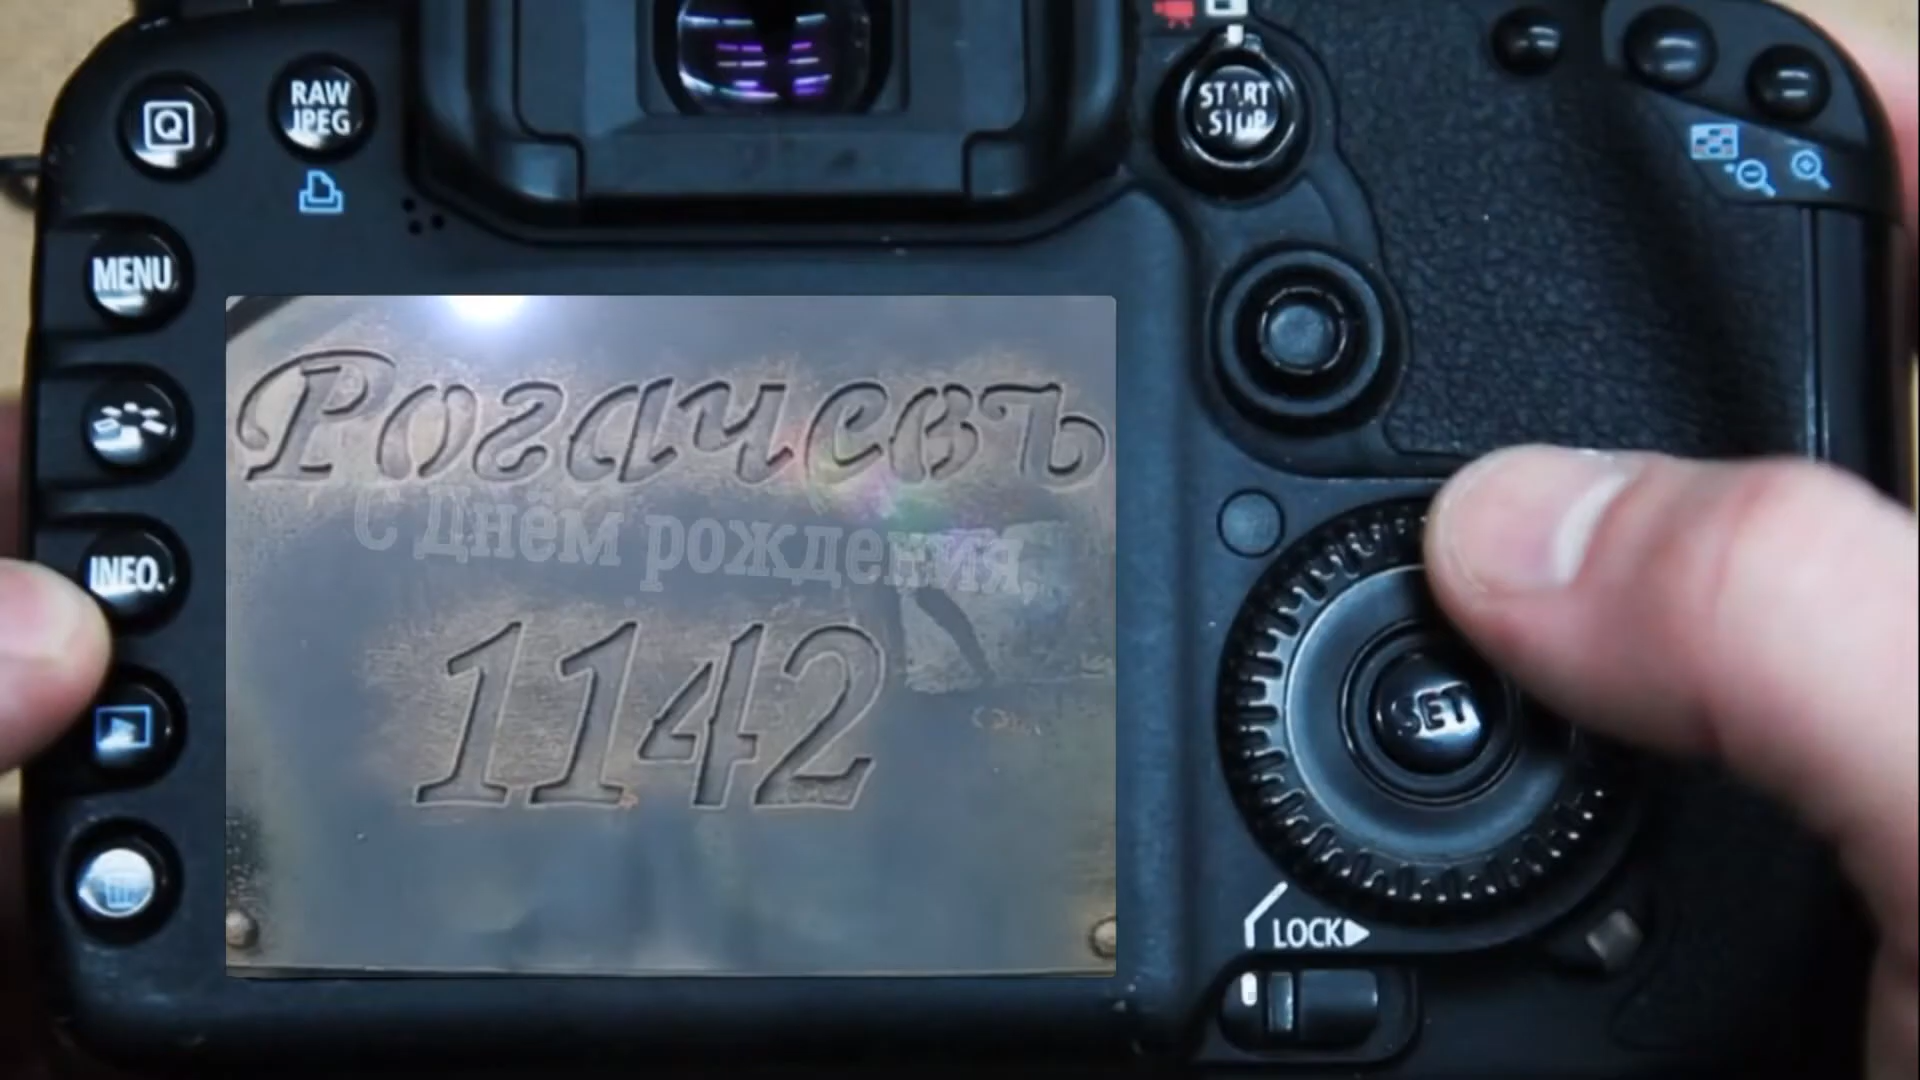 Q
RAW
JPEG
START
STOP
MENU
INFO.
Рогачевъ
С Днём рождения,
1142
SET
LOCK